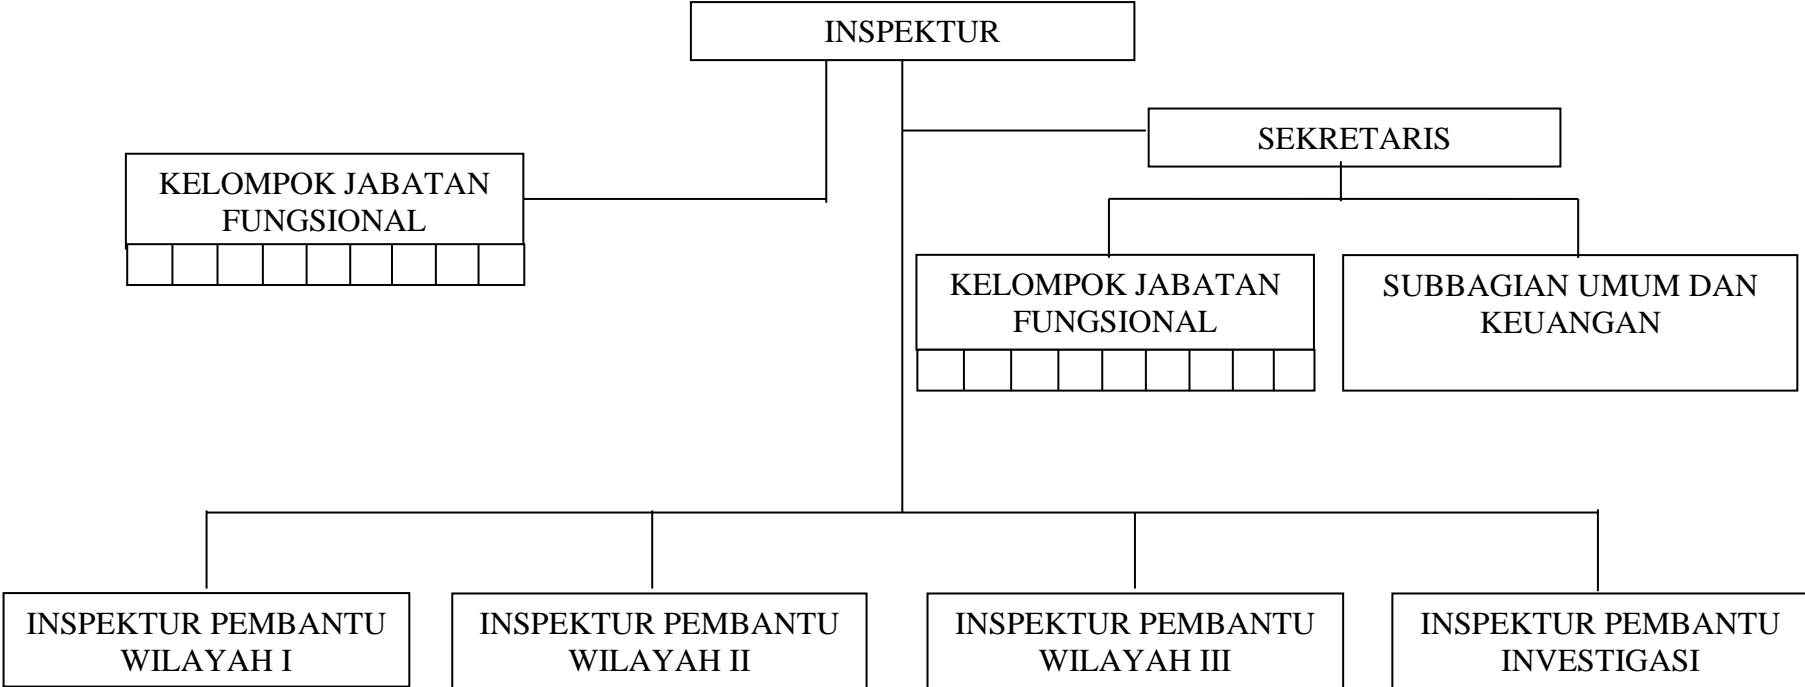 INSPEKTUR
SEKRETARIS
KELOMPOK JABATAN
FUNGSIONAL
KELOMPOK JABATAN
FUNGSIONAL
SUBBAGIAN UMUM DAN
KEUANGAN
INSPEKTUR PEMBANTU
WILAYAH I
INSPEKTUR PEMBANTU
WILAYAH II
INSPEKTUR PEMBANTU
WILAYAH III
INSPEKTUR PEMBANTU
INVESTIGASI